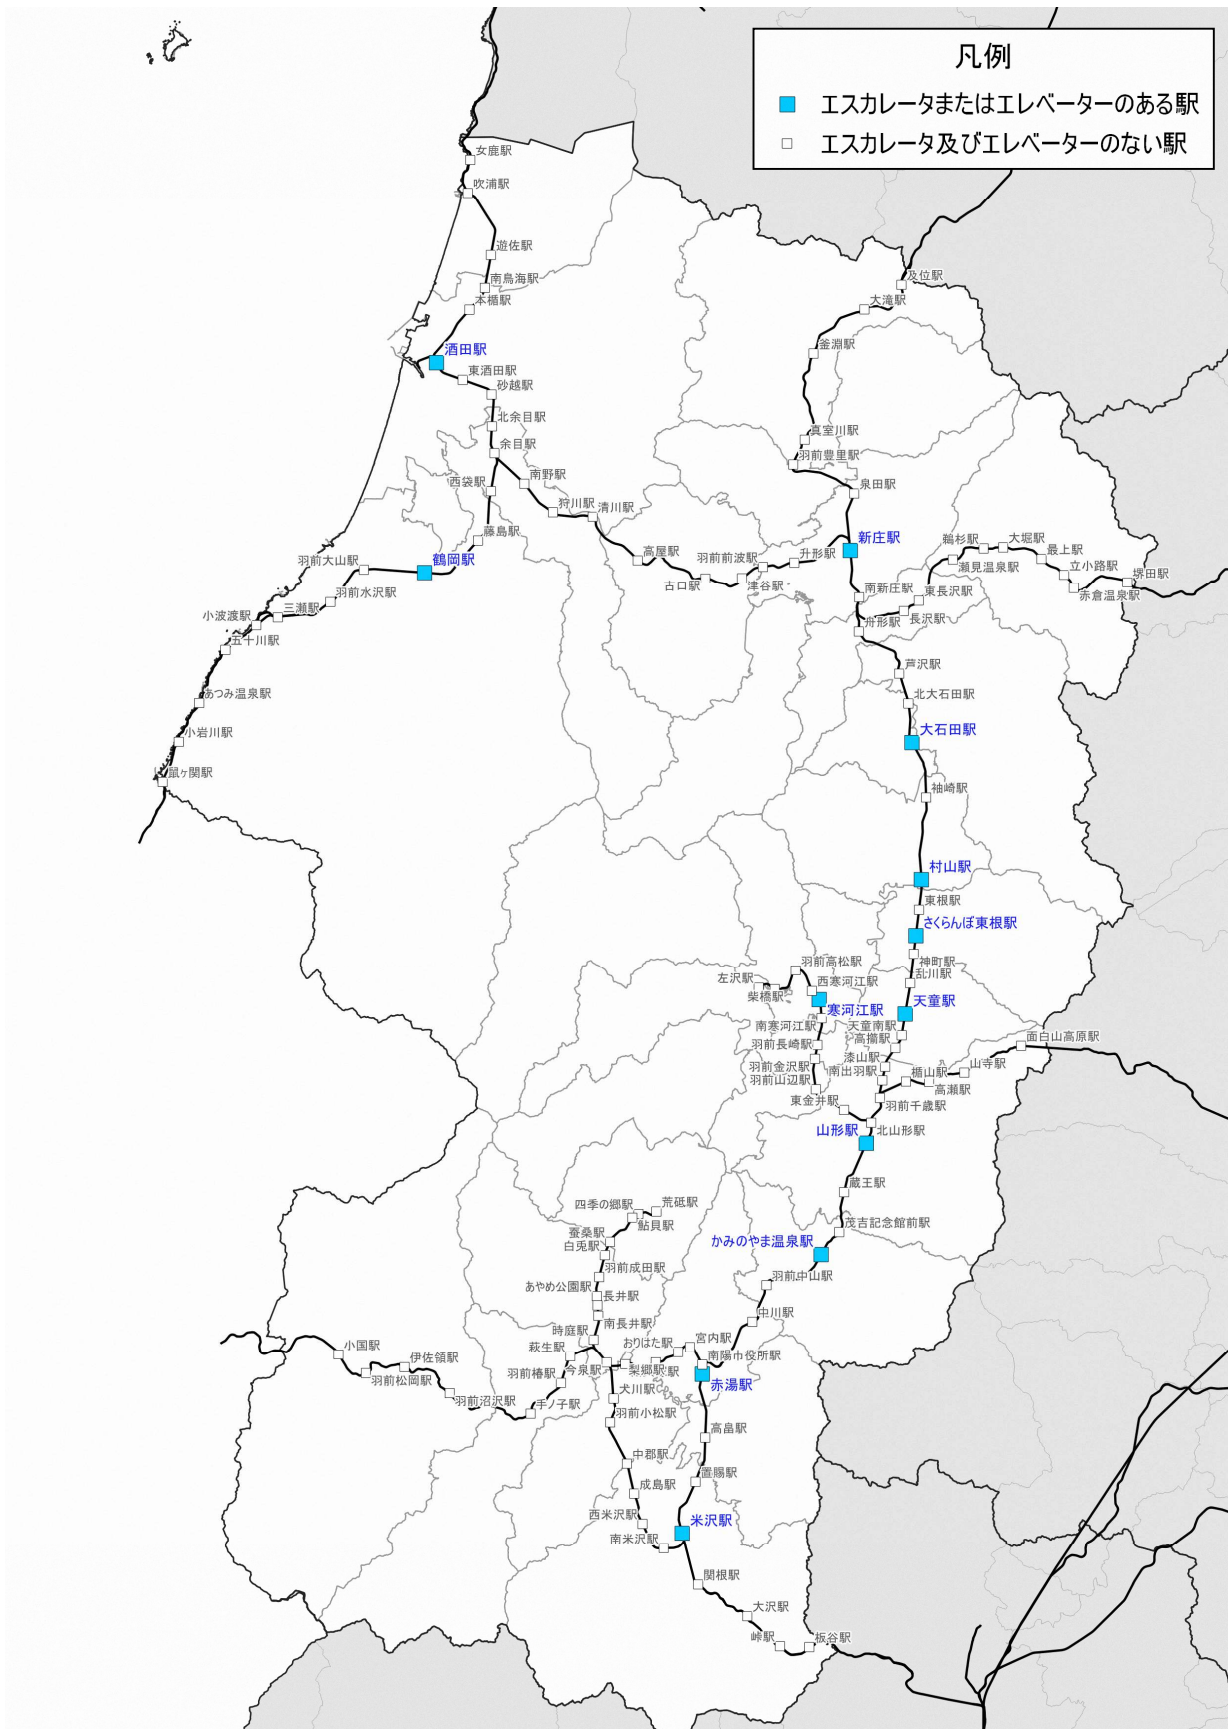 凡例
エスカレータまたはエレベーターのある駅
エスカレータ及びエレベーターのない駅
女鹿駅
吹浦駅
遊佐駅
南鳥海駅
本楯駅
酒田駅
東酒田駅
砂越駅
北余目駅
余目駅
西袋駅
南野駅
狩川駅
清川駅
藤島駅
鶴岡駅
羽前大山駅
羽前水沢駅
三瀬駅
小波渡駅
五十川駅
あつみ温泉駅
小岩川駅
鼠ヶ関駅
高屋駅
古口駅
津谷駅
羽前前波駅
升形駅
及位駅
大滝駅
釜淵駅
真室川駅
羽前豊里駅
泉田駅
新庄駅
南新庄駅
舟形駅
長沢駅
東長沢駅
瀬見温泉駅
鵜杉駅
大堀駅
最上駅
立小路駅
赤倉温泉駅
堺田駅
芦沢駅
北大石田駅
大石田駅
袖崎駅
村山駅
東根駅
さくらんぼ東根駅
神町駅
乱川駅
天童駅
天童南駅
高擶駅
漆山駅
南出羽駅
羽前千歳駅
楯山駅
高瀬駅
山寺駅
面白山高原駅
左沢駅
柴橋駅
羽前高松駅
西寒河江駅
寒河江駅
南寒河江駅
羽前長崎駅
羽前金沢駅
羽前山辺駅
東金井駅
北山形駅
山形駅
蔵王駅
茂吉記念館前駅
かみのやま温泉駅
羽前中山駅
中川駅
四季の郷駅
荒砥駅
鮎貝駅
蚕桑駅
白兎駅
羽前成田駅
あやめ公園駅
長井駅
南長井駅
時庭駅
おりはた駅
宮内駅
南陽市役所駅
赤湯駅
萩生駅
今泉駅
梨郷駅
羽前椿駅
手ノ子駅
羽前沼沢駅
伊佐領駅
羽前松岡駅
小国駅
犬川駅
羽前小松駅
中郡駅
成島駅
西米沢駅
南米沢駅
高畠駅
置賜駅
米沢駅
関根駅
大沢駅
峠駅
板谷駅